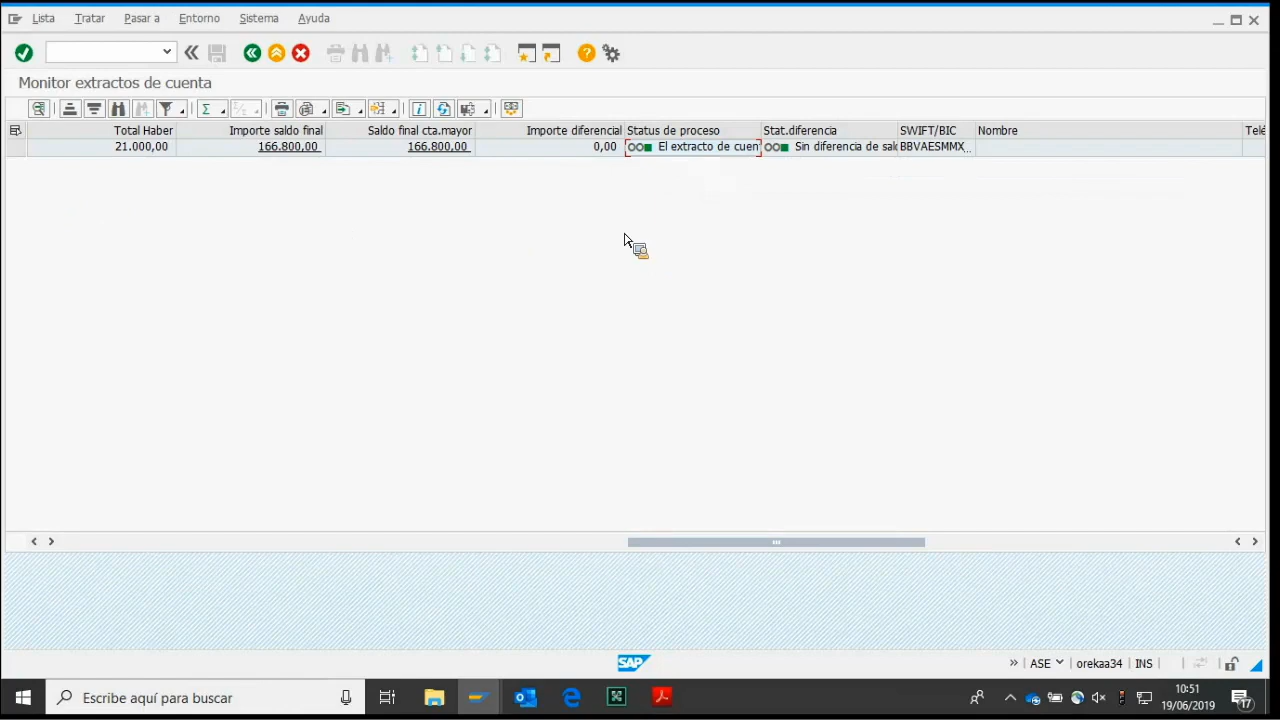 Lista Tratar Pasar a Entorno Sistema Ayuda
Monitor extractos de cuenta
Total Haber Importe saldo final Saldo final cta.mayor Importe diferencial Status de proceso Stat.diferencia SWIFT/BIC Nombre Telé
21.000,00 166.800,00 166.800,00 0,00 El extracto de cuen Sin diferencia de sal BBVAESMMX...
SAP
ASE orekaa34 INS
Escribe aquí para buscar
10:51
19/06/2019
17